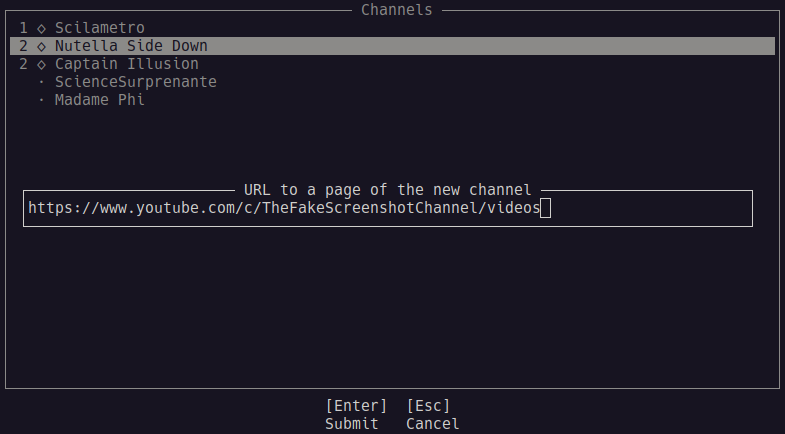 Channels
1 ◇ Scilametro
2 ◇ Nutella Side Down
2 ◇ Captain Illusion
· ScienceSurprenante
· Madame Phi
URL to a page of the new channel
https://www.youtube.com/c/TheFakeScreenshotChannel/videos
[Enter] [Esc]
Submit Cancel